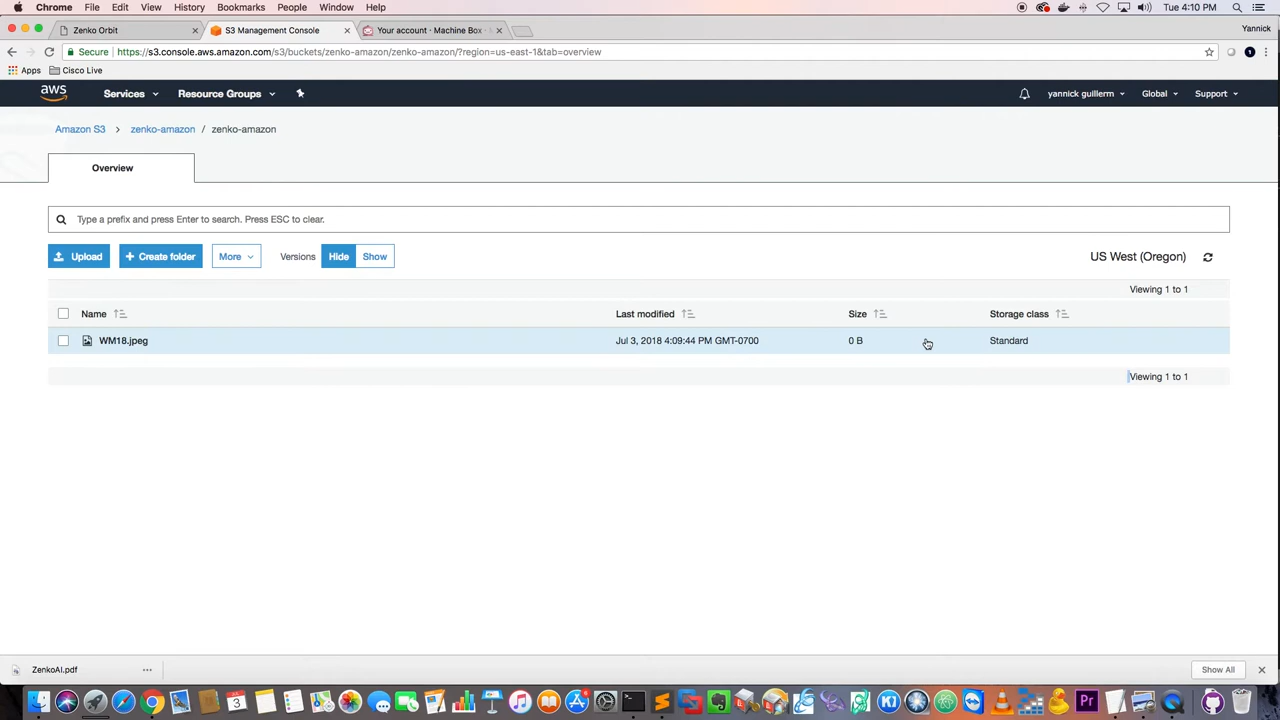 Chrome File Edit View History Bookmarks People Window Help Tue 4:10 PM
Zenko Orbit S3 Management Console Your account · Machine Box · Yannick
Secure https://s3.console.aws.amazon.com/s3/buckets/zenko-amazon/zenko-amazon/?region=us-east-1&tab=overview
Apps Cisco Live
aws Services Resource Groups yannick guillerm Global Support
Amazon S3 > zenko-amazon / zenko-amazon
Overview
Type a prefix and press Enter to search. Press ESC to clear.
Upload + Create folder More Versions Hide Show US West (Oregon)
Viewing 1 to 1
Name Last modified Size Storage class
WM18.jpeg Jul 3, 2018 4:09:44 PM GMT-0700 0 B Standard
Viewing 1 to 1
ZenkoAI.pdf Show All